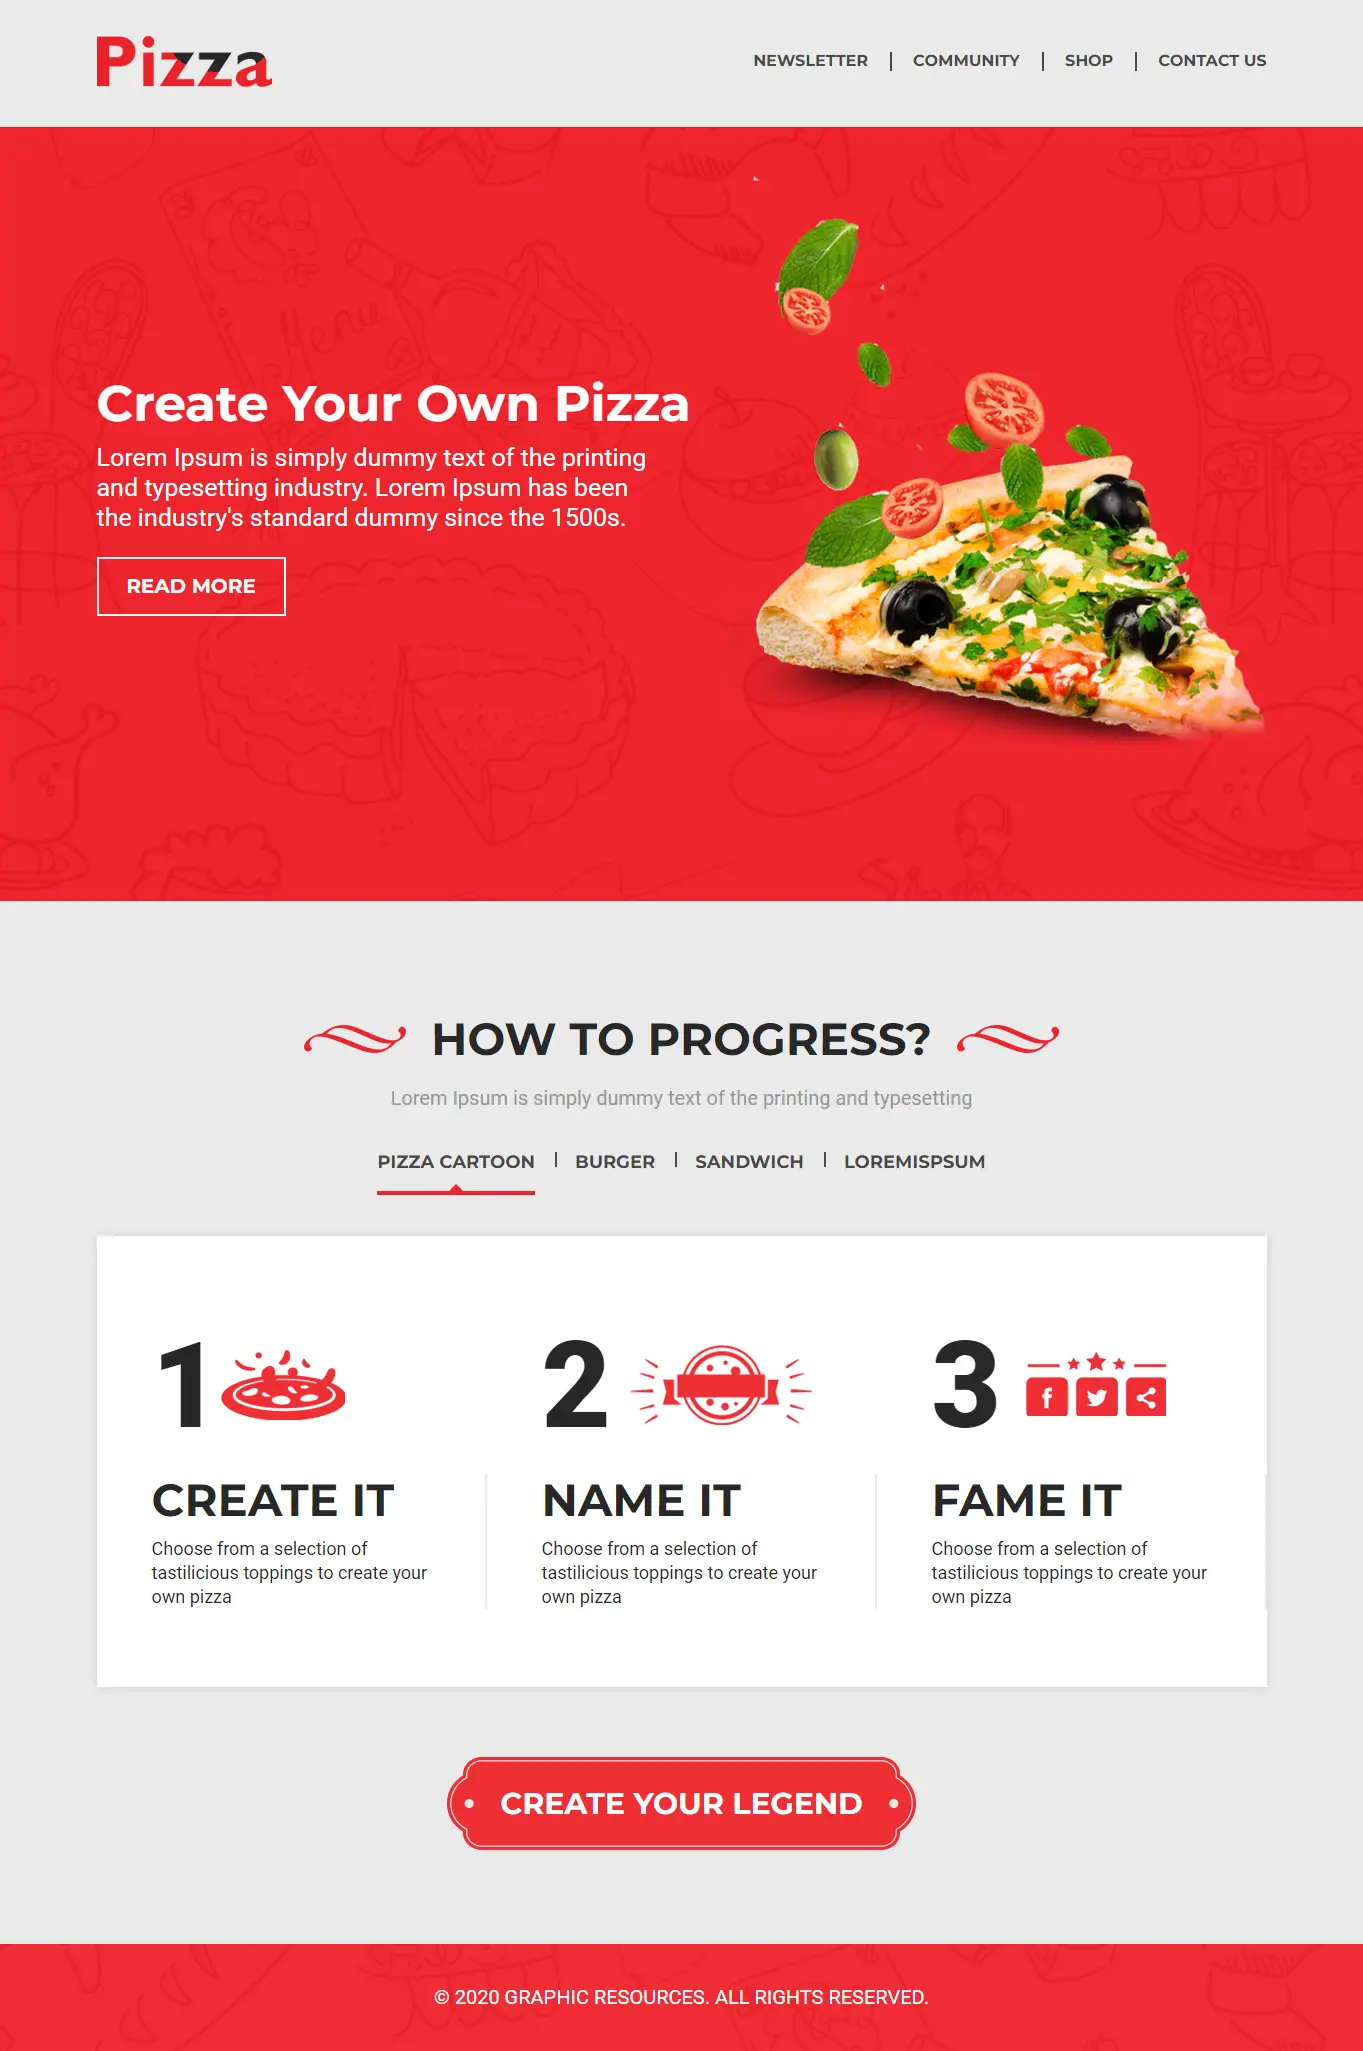 Pizza
NEWSLETTER
COMMUNITY
SHOP
CONTACT US
Menu
Create Your Own Pizza
Lorem Ipsum is simply dummy text of the printing
and typesetting industry. Lorem Ipsum has been
the industry's standard dummy since the 1500s.
READ MORE
HOW TO PROGRESS?
Lorem Ipsum is simply dummy text of the printing and typesetting
PIZZA CARTOON
BURGER
SANDWICH
LOREMISPSUM
1
2
3
CREATE IT
Choose from a selection of
tastilicious toppings to create your
own pizza
NAME IT
Choose from a selection of
tastilicious toppings to create your
own pizza
FAME IT
Choose from a selection of
tastilicious toppings to create your
own pizza
CREATE YOUR LEGEND
© 2020 GRAPHIC RESOURCES. ALL RIGHTS RESERVED.